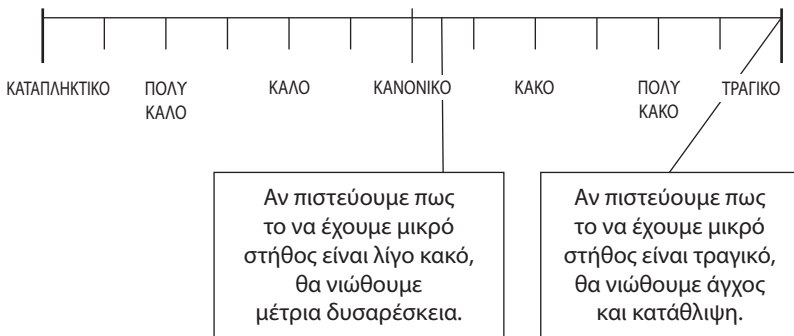 ΚΑΤΑΠΛΗΚΤΙΚΟ ΠΟΛΥ ΚΑΛΟ ΚΑΝΟΝΙΚΟ ΚΑΚΟ ΠΟΛΥ ΤΡΑΓΙΚΟ
ΚΑΛΟ ΚΑΚΟ
Αν πιστεύουμε πως
το να έχουμε μικρό
στήθος είναι λίγο κακό,
θα νιώθουμε
μέτρια δυσαρέσκεια.
Αν πιστεύουμε πως
το να έχουμε μικρό
στήθος είναι τραγικό,
θα νιώθουμε άγχος
και κατάθλιψη.